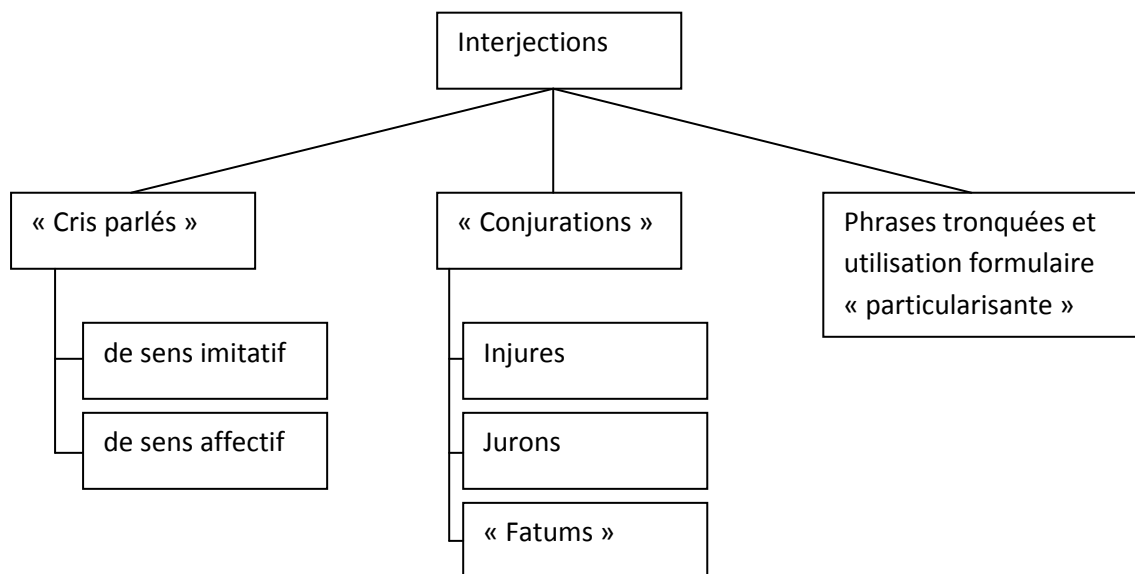 Interjections
« Cris parlés »
de sens imitatif
de sens affectif
« Conjurations »
Injures
Jurons
« Fatums »
Phrases tronquées et
utilisation formulaire
« particularisante »